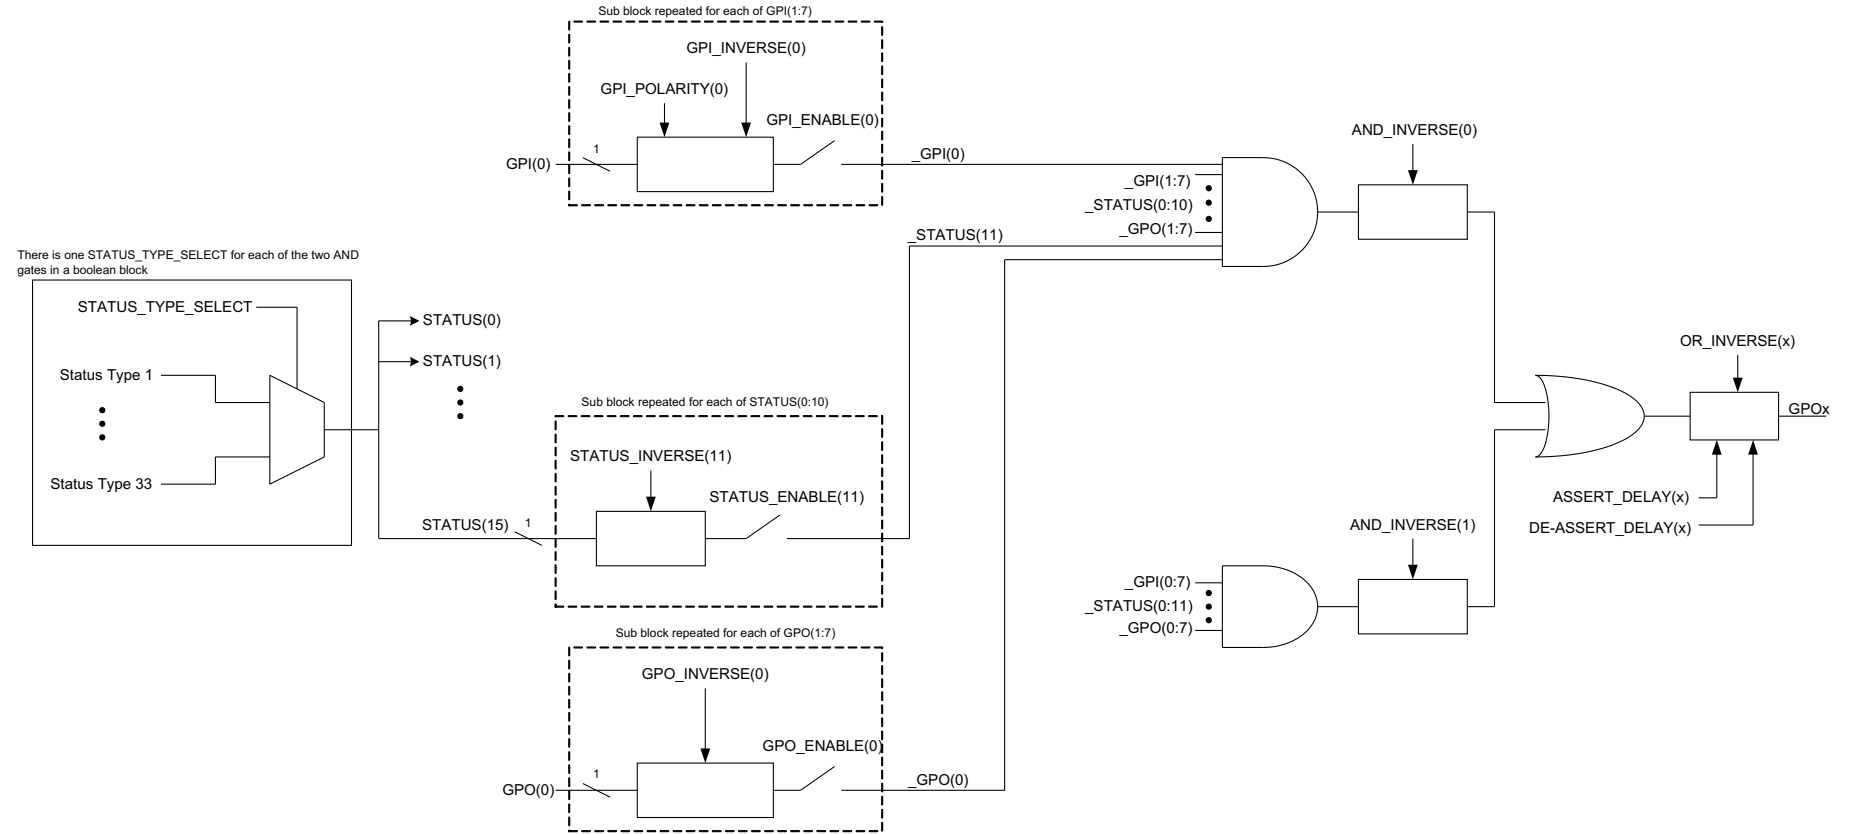 Sub block repeated for each of GPI(1:7)
GPI_INVERSE(0)
GPI_POLARITY(0)
GPI_ENABLE(0)
GPI(0)
1
_GPI(0)
_GPI(1:7)
_STATUS(0:10)
_GPO(1:7)
AND_INVERSE(0)
_STATUS(11)
There is one STATUS_TYPE_SELECT for each of the two AND
gates in a boolean block
STATUS_TYPE_SELECT
Status Type 1
Status Type 33
STATUS(0)
STATUS(1)
Sub block repeated for each of STATUS(0:10)
STATUS_INVERSE(11)
STATUS_ENABLE(11)
STATUS(15)
1
OR_INVERSE(x)
GPOx
ASSERT_DELAY(x)
DE-ASSERT_DELAY(x)
AND_INVERSE(1)
_GPI(0:7)
_STATUS(0:11)
_GPO(0:7)
Sub block repeated for each of GPO(1:7)
GPO_INVERSE(0)
GPO_ENABLE(0)
GPO(0)
1
_GPO(0)